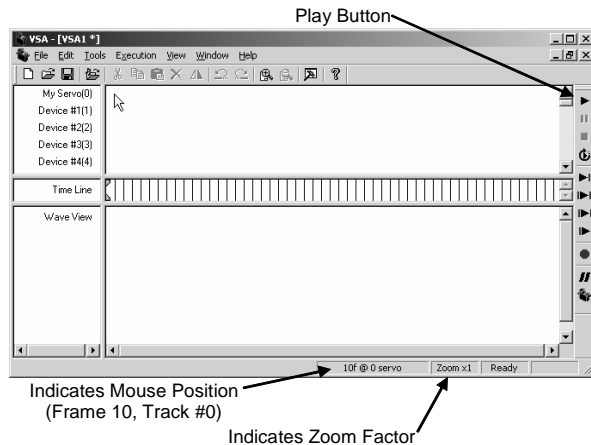 Play Button
VSA - [VSA1 *]
File Edit Tools Execution View Window Help
My Servo(0)
Device #1(1)
Device #2(2)
Device #3(3)
Device #4(4)
Time Line
Wave View
10f @ 0 servo Zoom x1 Ready
Indicates Mouse Position
(Frame 10, Track #0)
Indicates Zoom Factor